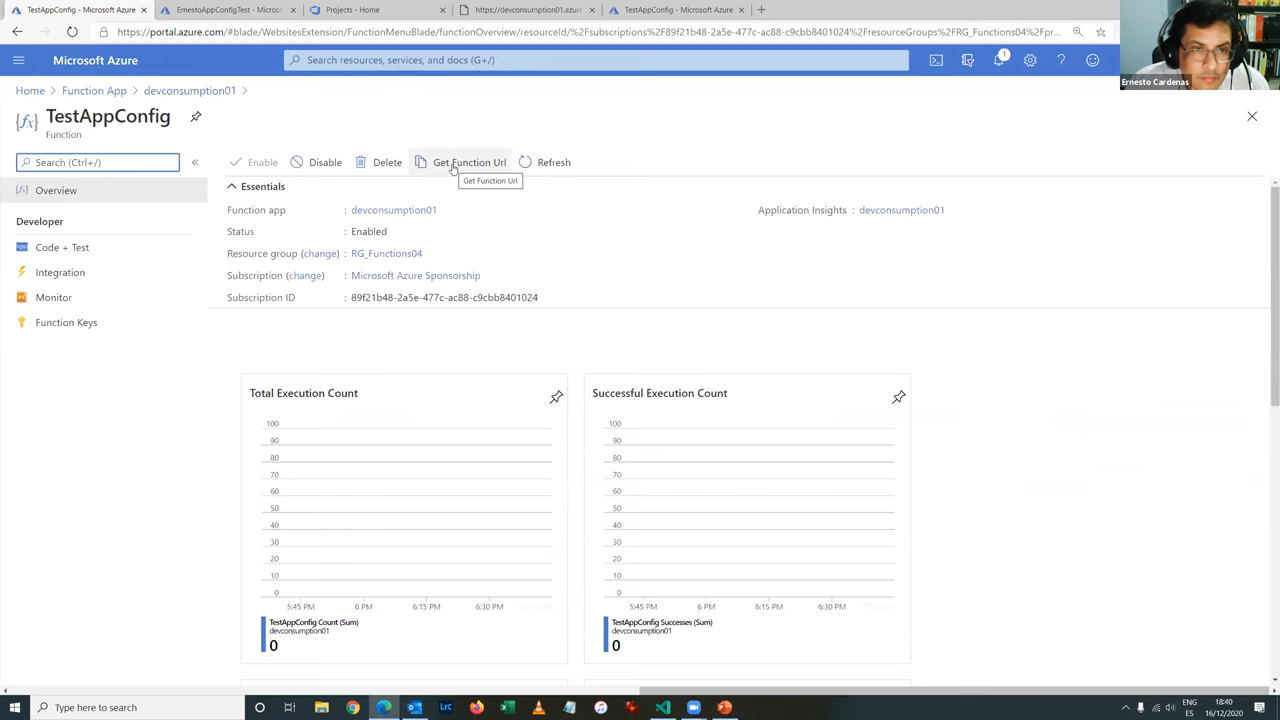 TestAppConfig - Microsoft Azure
ErnestoAppConfigTest - Microsoft
Projects - Home
https://devconsumption01.azure
TestAppConfig - Microsoft Azure
https://portal.azure.com/#blade/WebsitesExtension/FunctionMenuBlade/functionOverview/resourceId/%2Fsubscriptions%2F89f21b48-2a5e-477c-ac88-c9cbb8401024%2FresourceGroups%2FRG_Functions04%2Fpr...
Microsoft Azure
Search resources, services, and docs (G+/)
1
Ernesto Cardenas
Home > Function App > devconsumption01 >
TestAppConfig
Function
Search (Ctrl+/)
«
Enable
Disable
Delete
Get Function Url
Refresh
Get Function Url
Overview
Developer
Code + Test
Integration
Monitor
Function Keys
Essentials
Function app : devconsumption01
Application Insights : devconsumption01
Status : Enabled
Resource group (change) : RG_Functions04
Subscription (change) : Microsoft Azure Sponsorship
Subscription ID : 89f21b48-2a5e-477c-ac88-c9cbb8401024
Total Execution Count
100
90
80
70
60
50
40
30
20
10
0
5:45 PM 6 PM 6:15 PM 6:30 PM
TestAppConfig Count (Sum)
devconsumption01
0
Successful Execution Count
100
90
80
70
60
50
40
30
20
10
0
5:45 PM 6 PM 6:15 PM 6:30 PM
TestAppConfig Successes (Sum)
devconsumption01
0
Type here to search
ENG
ES
18:40
16/12/2020